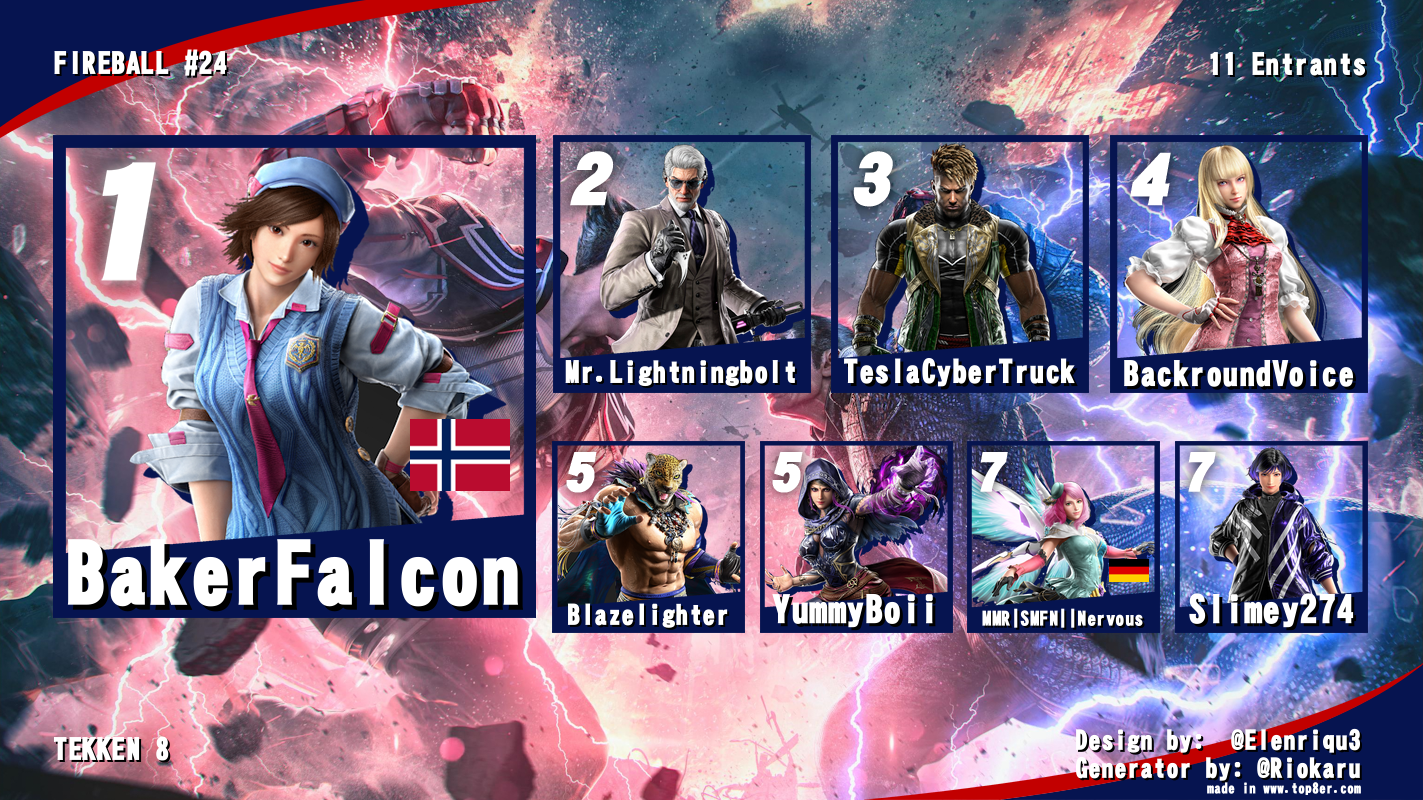 FIREBALL #24
11 Entrants
1
BakerFalcon
2
Mr.Lightningbolt
3
TeslaCyberTruck
4
BackroundVoice
5
Blazelighter
5
YummyBoii
7
MMR|SMFN||Nervous
7
Slimey274
TEKKEN 8
Design by: @Elenriqu3
Generator by: @Riokaru
made in www.top8er.com